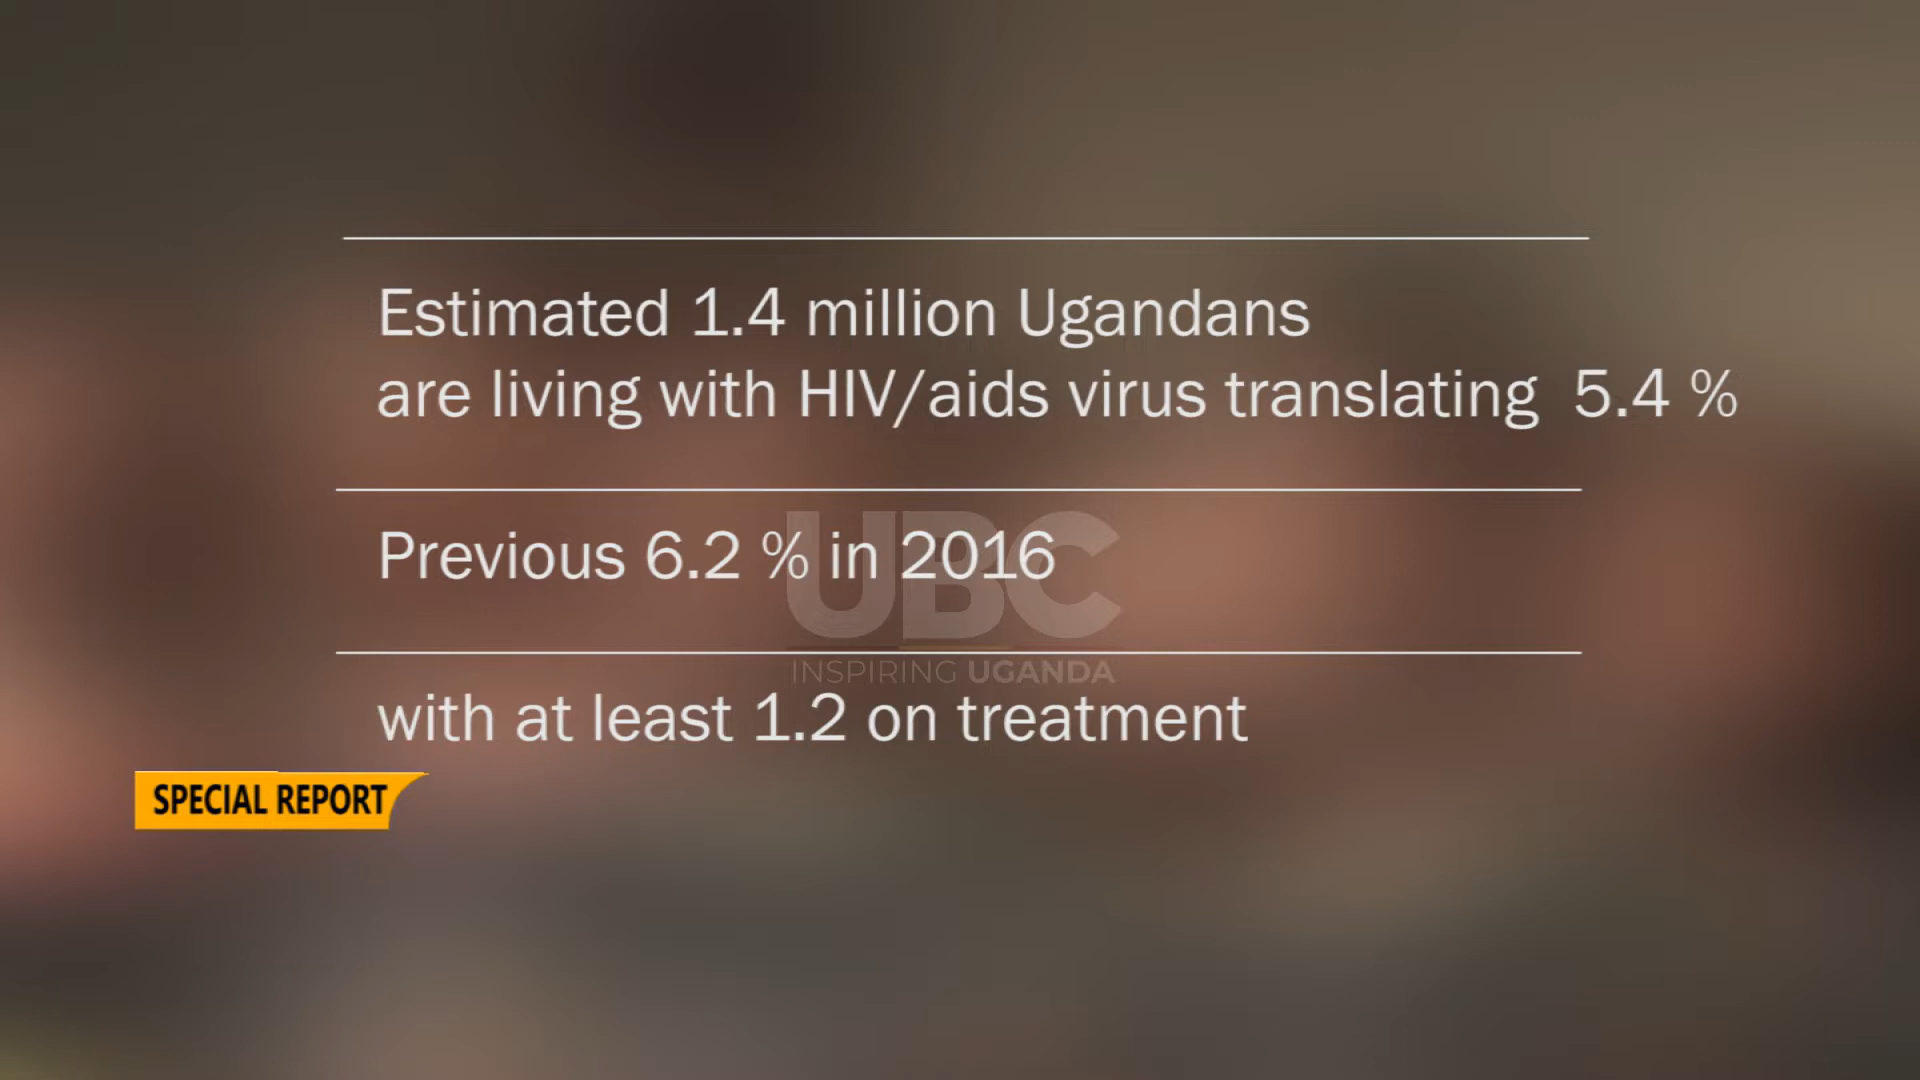 Estimated 1.4 million Ugandans
are living with HIV/aids virus translating 5.4 %
Previous 6.2 % in 2016
UBC
INSPIRING UGANDA
with at least 1.2 on treatment
SPECIAL REPORT